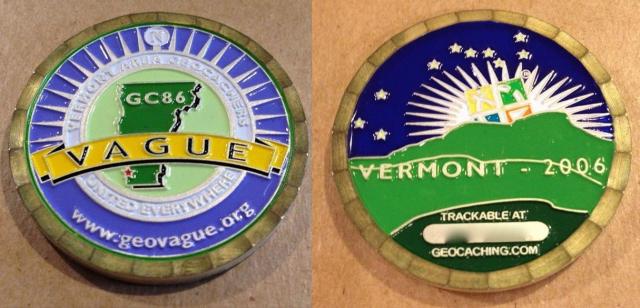 N
VERMONT AREA GEOCACHERS
GC86
VAGUE
UNITED EVERYWHERE
www.geovague.org
©
VERMONT - 2006
TRACKABLE AT
GEOCACHING.COM